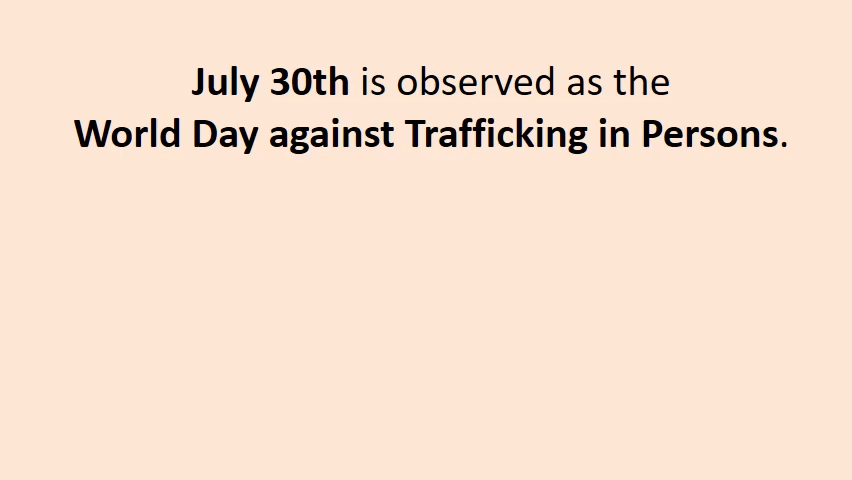 July 30th is observed as the
World Day against Trafficking in Persons.